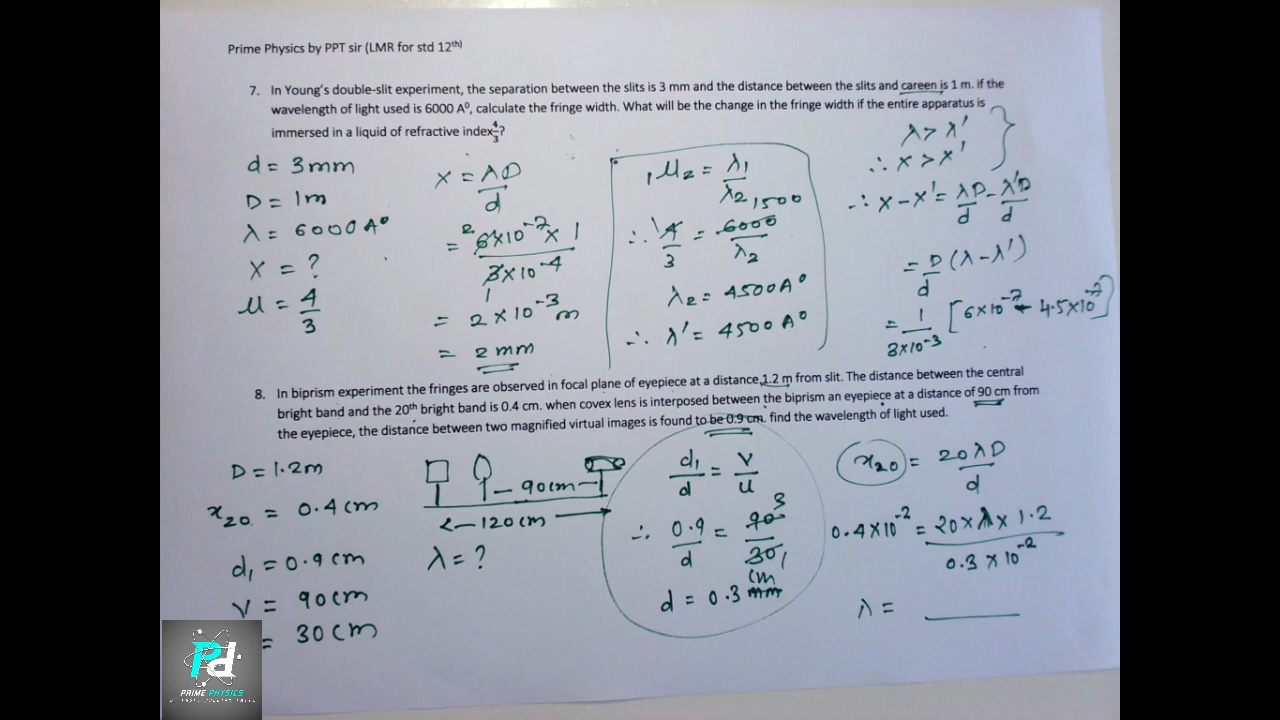 Prime Physics by PPT sir (LMR for std 12th)
7. In Young's double-slit experiment, the separation between the slits is 3 mm and the distance between the slits and careen is 1 m. if the
wavelength of light used is 6000 A⁰, calculate the fringe width. What will be the change in the fringe width if the entire apparatus is
immersed in a liquid of refractive index 4/3?
d = 3mm
D = 1m
λ = 6000 A⁰
X = ?
μ = 4/3
X = λD/d
= 2 6×10⁻⁷ × 1 / 3×10⁻⁴ 1
= 2 × 10⁻³ m
= 2 mm
₁μ₂ = λ₁/λ₂
∴ 4/3 = 6000/λ₂ 1 1500
λ₂ = 4500 A⁰
∴ λ' = 4500 A⁰
λ > λ'
∴ X > X'
∴ X - X' = λD/d - λ'D/d
= D/d (λ - λ')
= 1/3×10⁻³ [6×10⁻⁷ - 4.5×10⁻⁷]
8. In biprism experiment the fringes are observed in focal plane of eyepiece at a distance 1.2 m from slit. The distance between the central
bright band and the 20th bright band is 0.4 cm. when covex lens is interposed between the biprism an eyepiece at a distance of 90 cm from
the eyepiece, the distance between two magnified virtual images is found to be 0.9 cm. find the wavelength of light used.
D = 1.2m
x₂₀ = 0.4 cm
d₁ = 0.9 cm
V = 90 cm
= 30 cm
90cm
120cm
λ = ?
d₁/d = V/u
∴ 0.9/d = 90/30 3 1
d = 0.3 mm cm
x₂₀ = 20λD/d
0.4×10⁻² = 20×λ×1.2 / 0.3×10⁻²
λ =
Pd
PRIME PHYSICS